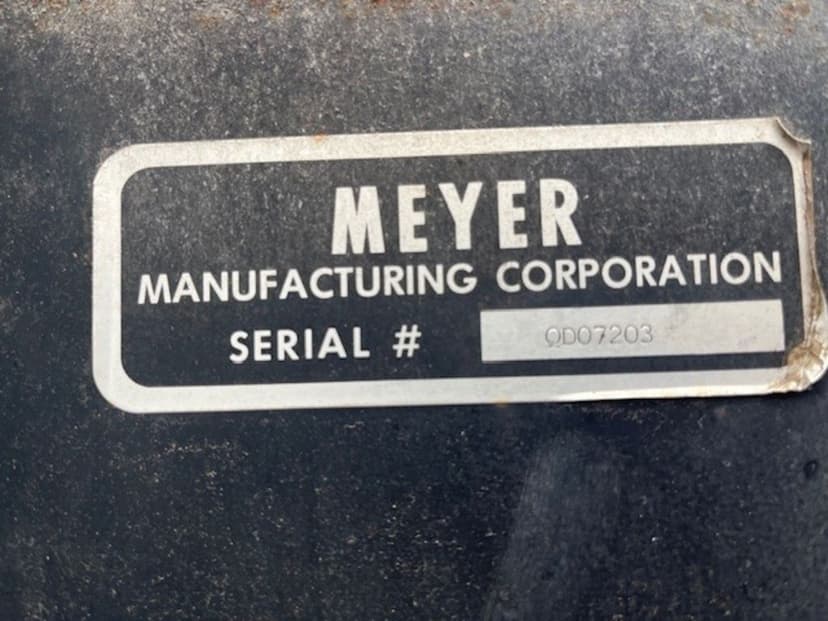 MEYER
MANUFACTURING CORPORATION
SERIAL # QD07203